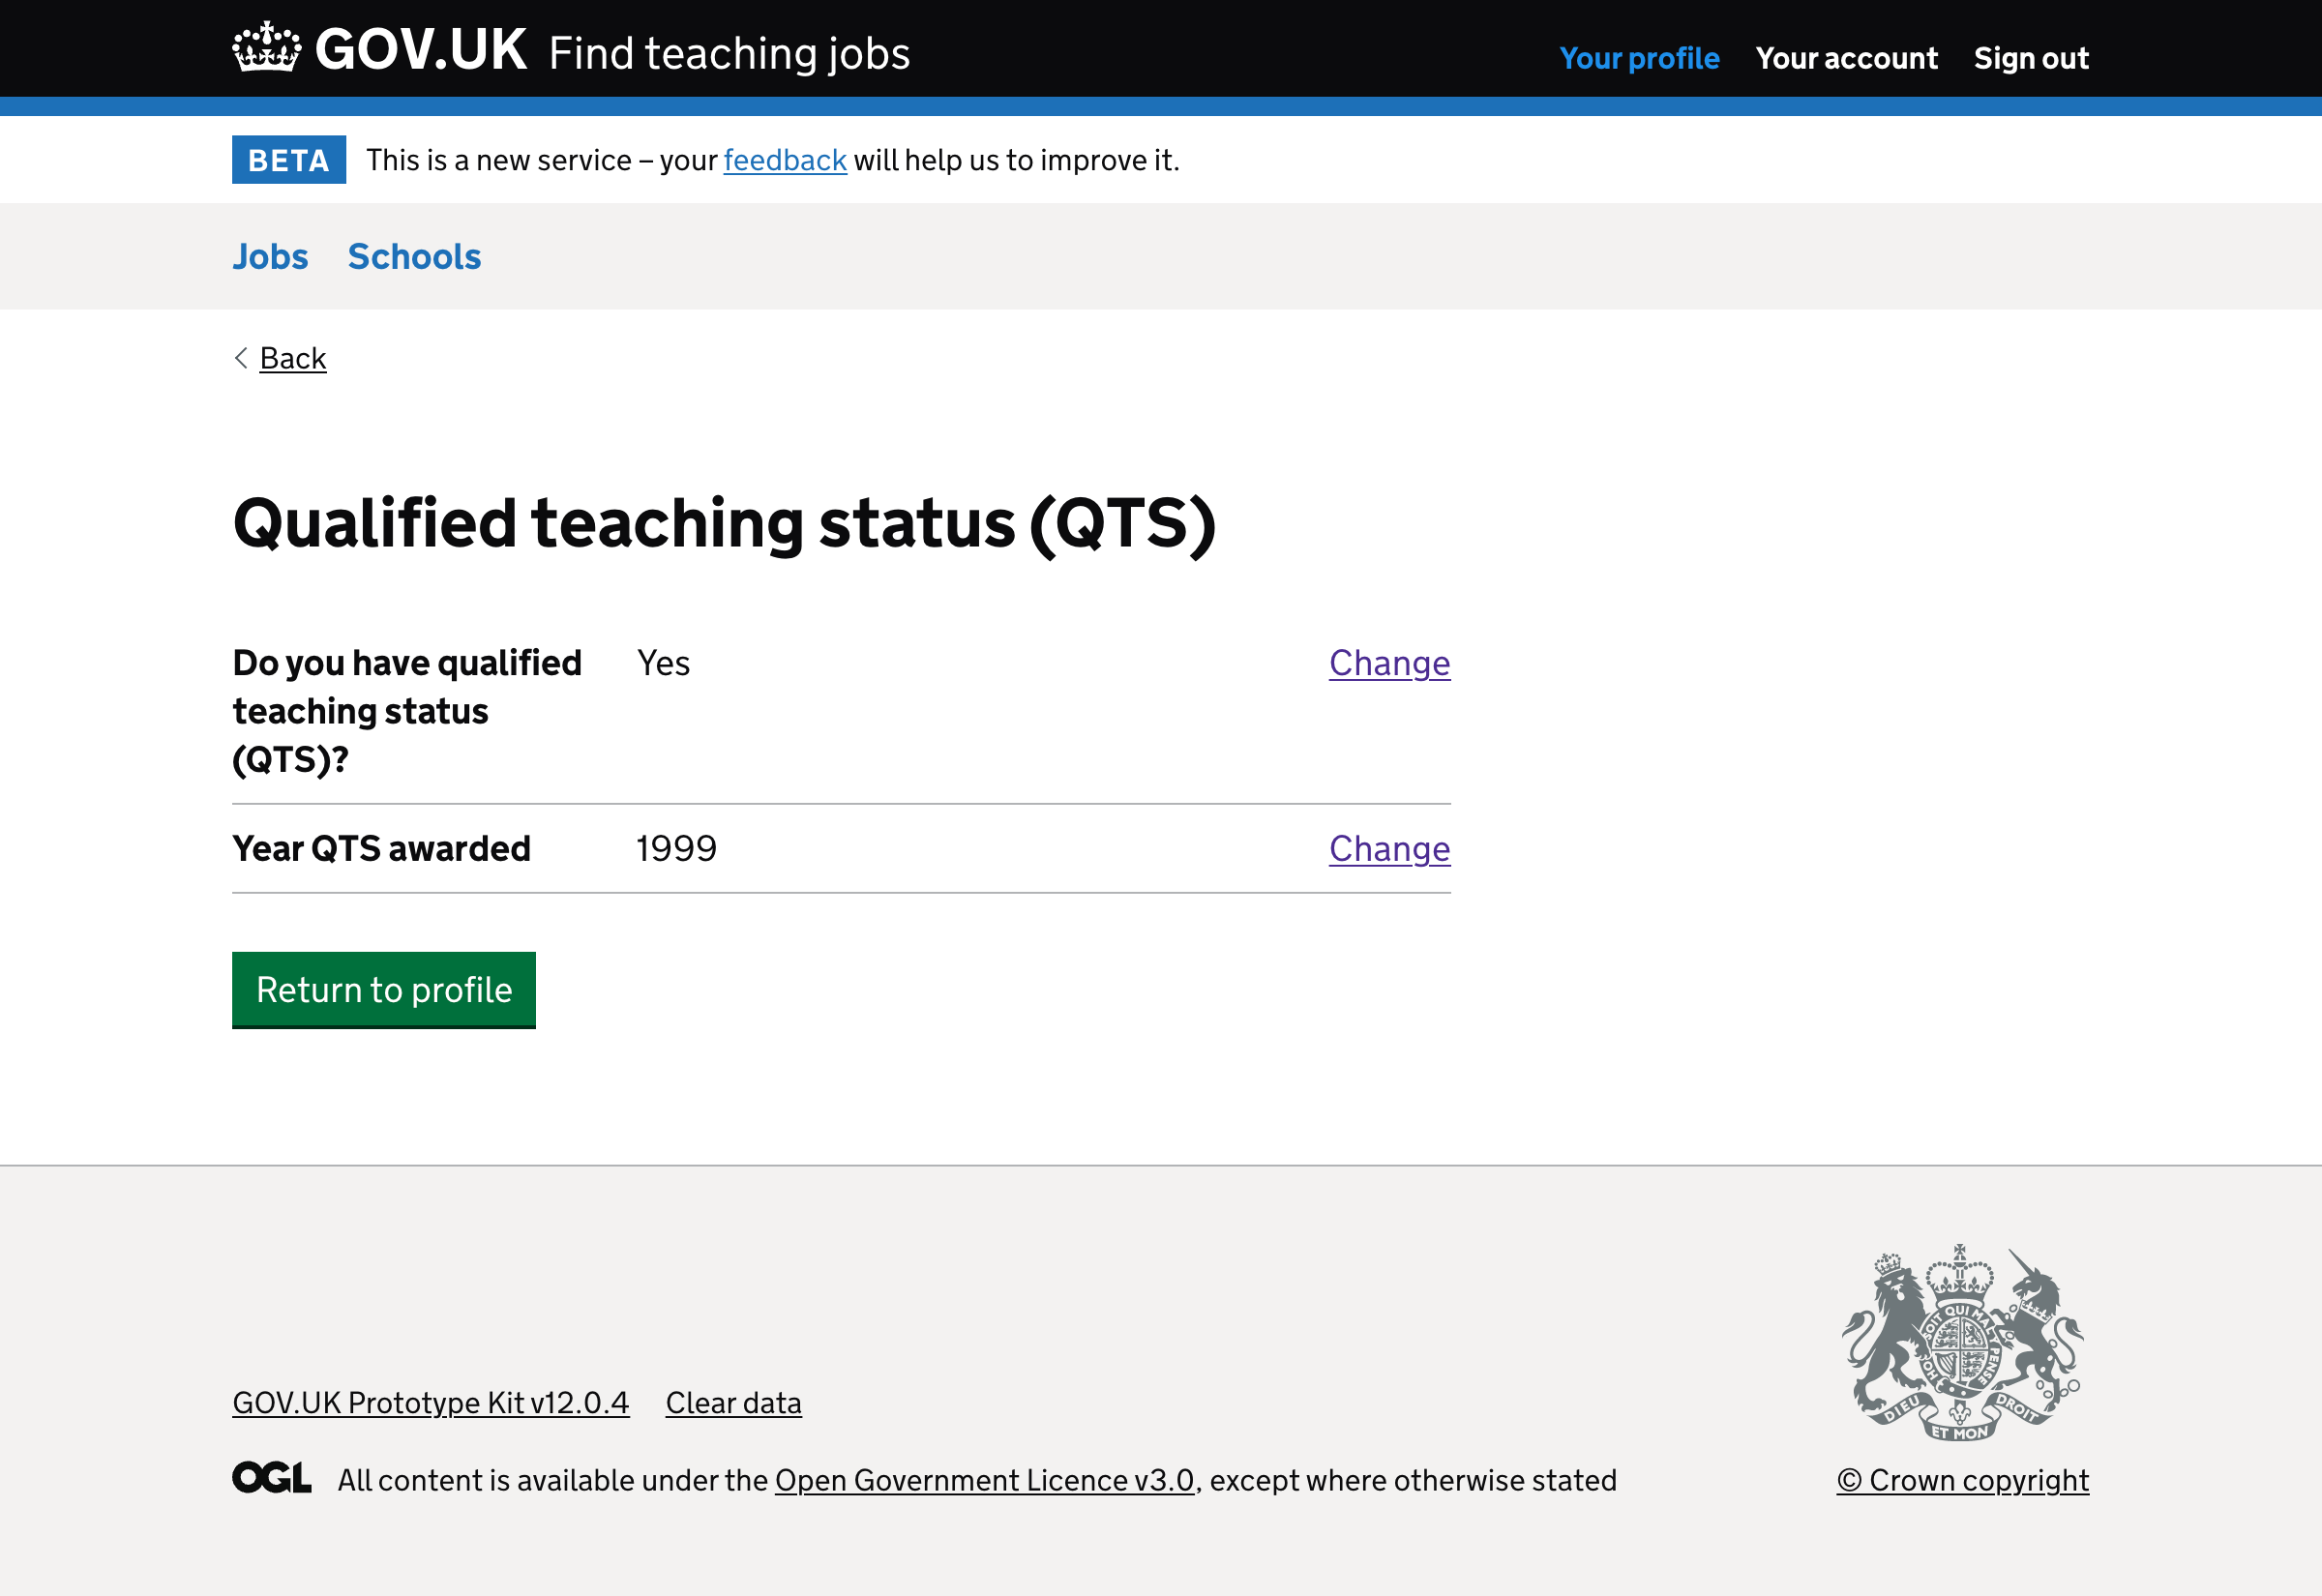 GOV.UK Find teaching jobs
Your profile Your account Sign out
BETA This is a new service – your feedback will help us to improve it.
Jobs Schools
Back
Qualified teaching status (QTS)
Do you have qualified teaching status (QTS)? Yes Change
Year QTS awarded 1999 Change
Return to profile
GOV.UK Prototype Kit v12.0.4 Clear data
OGL All content is available under the Open Government Licence v3.0, except where otherwise stated
DIEU ET MON DROIT
© Crown copyright